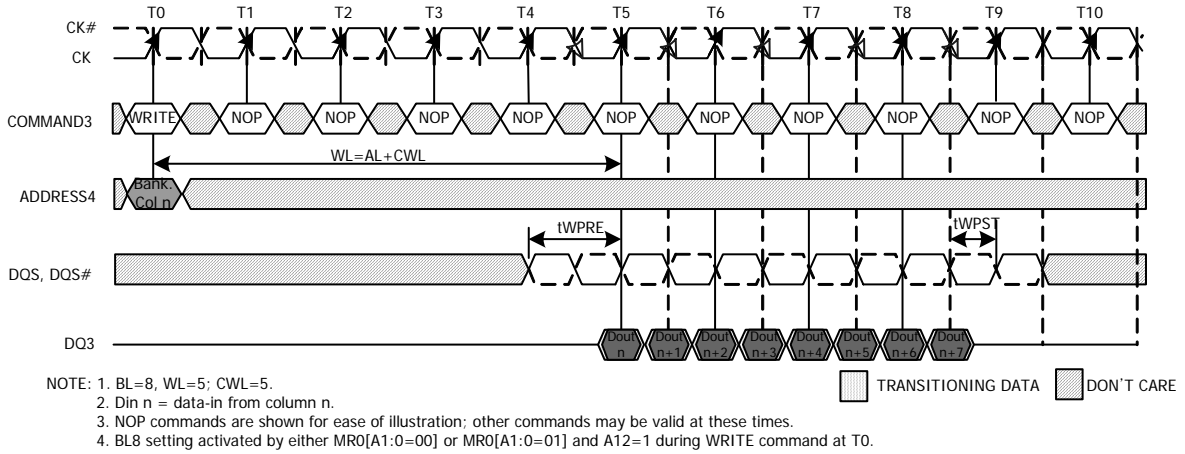 T0 T1 T2 T3 T4 T5 T6 T7 T8 T9 T10
CK#
CK
COMMAND3 WRITE NOP NOP NOP NOP NOP NOP NOP NOP NOP NOP
WL=AL+CWL
ADDRESS4 Bank. Col n
tWPRE tWPST
DQS, DQS#
DQ3 Dout n Dout n+1 Dout n+2 Dout n+3 Dout n+4 Dout n+5 Dout n+6 Dout n+7
NOTE: 1. BL=8, WL=5; CWL=5.
2. Din n = data-in from column n.
3. NOP commands are shown for ease of illustration; other commands may be valid at these times.
4. BL8 setting activated by either MR0[A1:0=00] or MR0[A1:0=01] and A12=1 during WRITE command at T0.
TRANSITIONING DATA DON'T CARE